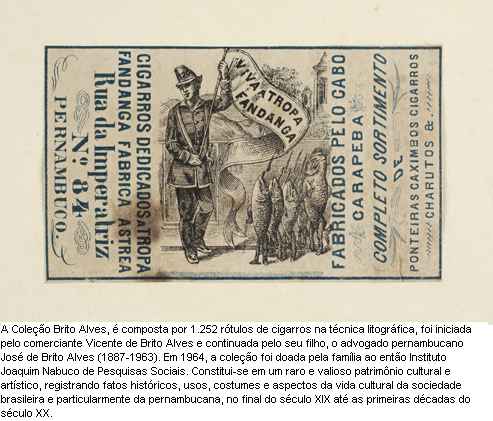 CIGARROS DEDICADOS A TROPA
FANDANGA FABRICA ASTREA
Rua da Imperatriz
Nº 84
PERNAMBUCO.
VIVA A TROPA
FANDANGA
FABRICADOS PELO CABO
CARAPEBA
COMPLETO SORTIMENTO
DE
PONTEIRAS CAXIMBOS CIGARROS
CHARUTOS &
A Coleção Brito Alves, é composta por 1.252 rótulos de cigarros na técnica litográfica, foi iniciada
pelo comerciante Vicente de Brito Alves e continuada pelo seu filho, o advogado pernambucano
José de Brito Alves (1887-1963). Em 1964, a coleção foi doada pela família ao então Instituto
Joaquim Nabuco de Pesquisas Sociais. Constitui-se em um raro e valioso patrimônio cultural e
artístico, registrando fatos históricos, usos, costumes e aspectos da vida cultural da sociedade
brasileira e particularmente da pernambucana, no final do século XIX até as primeiras décadas do
século XX.